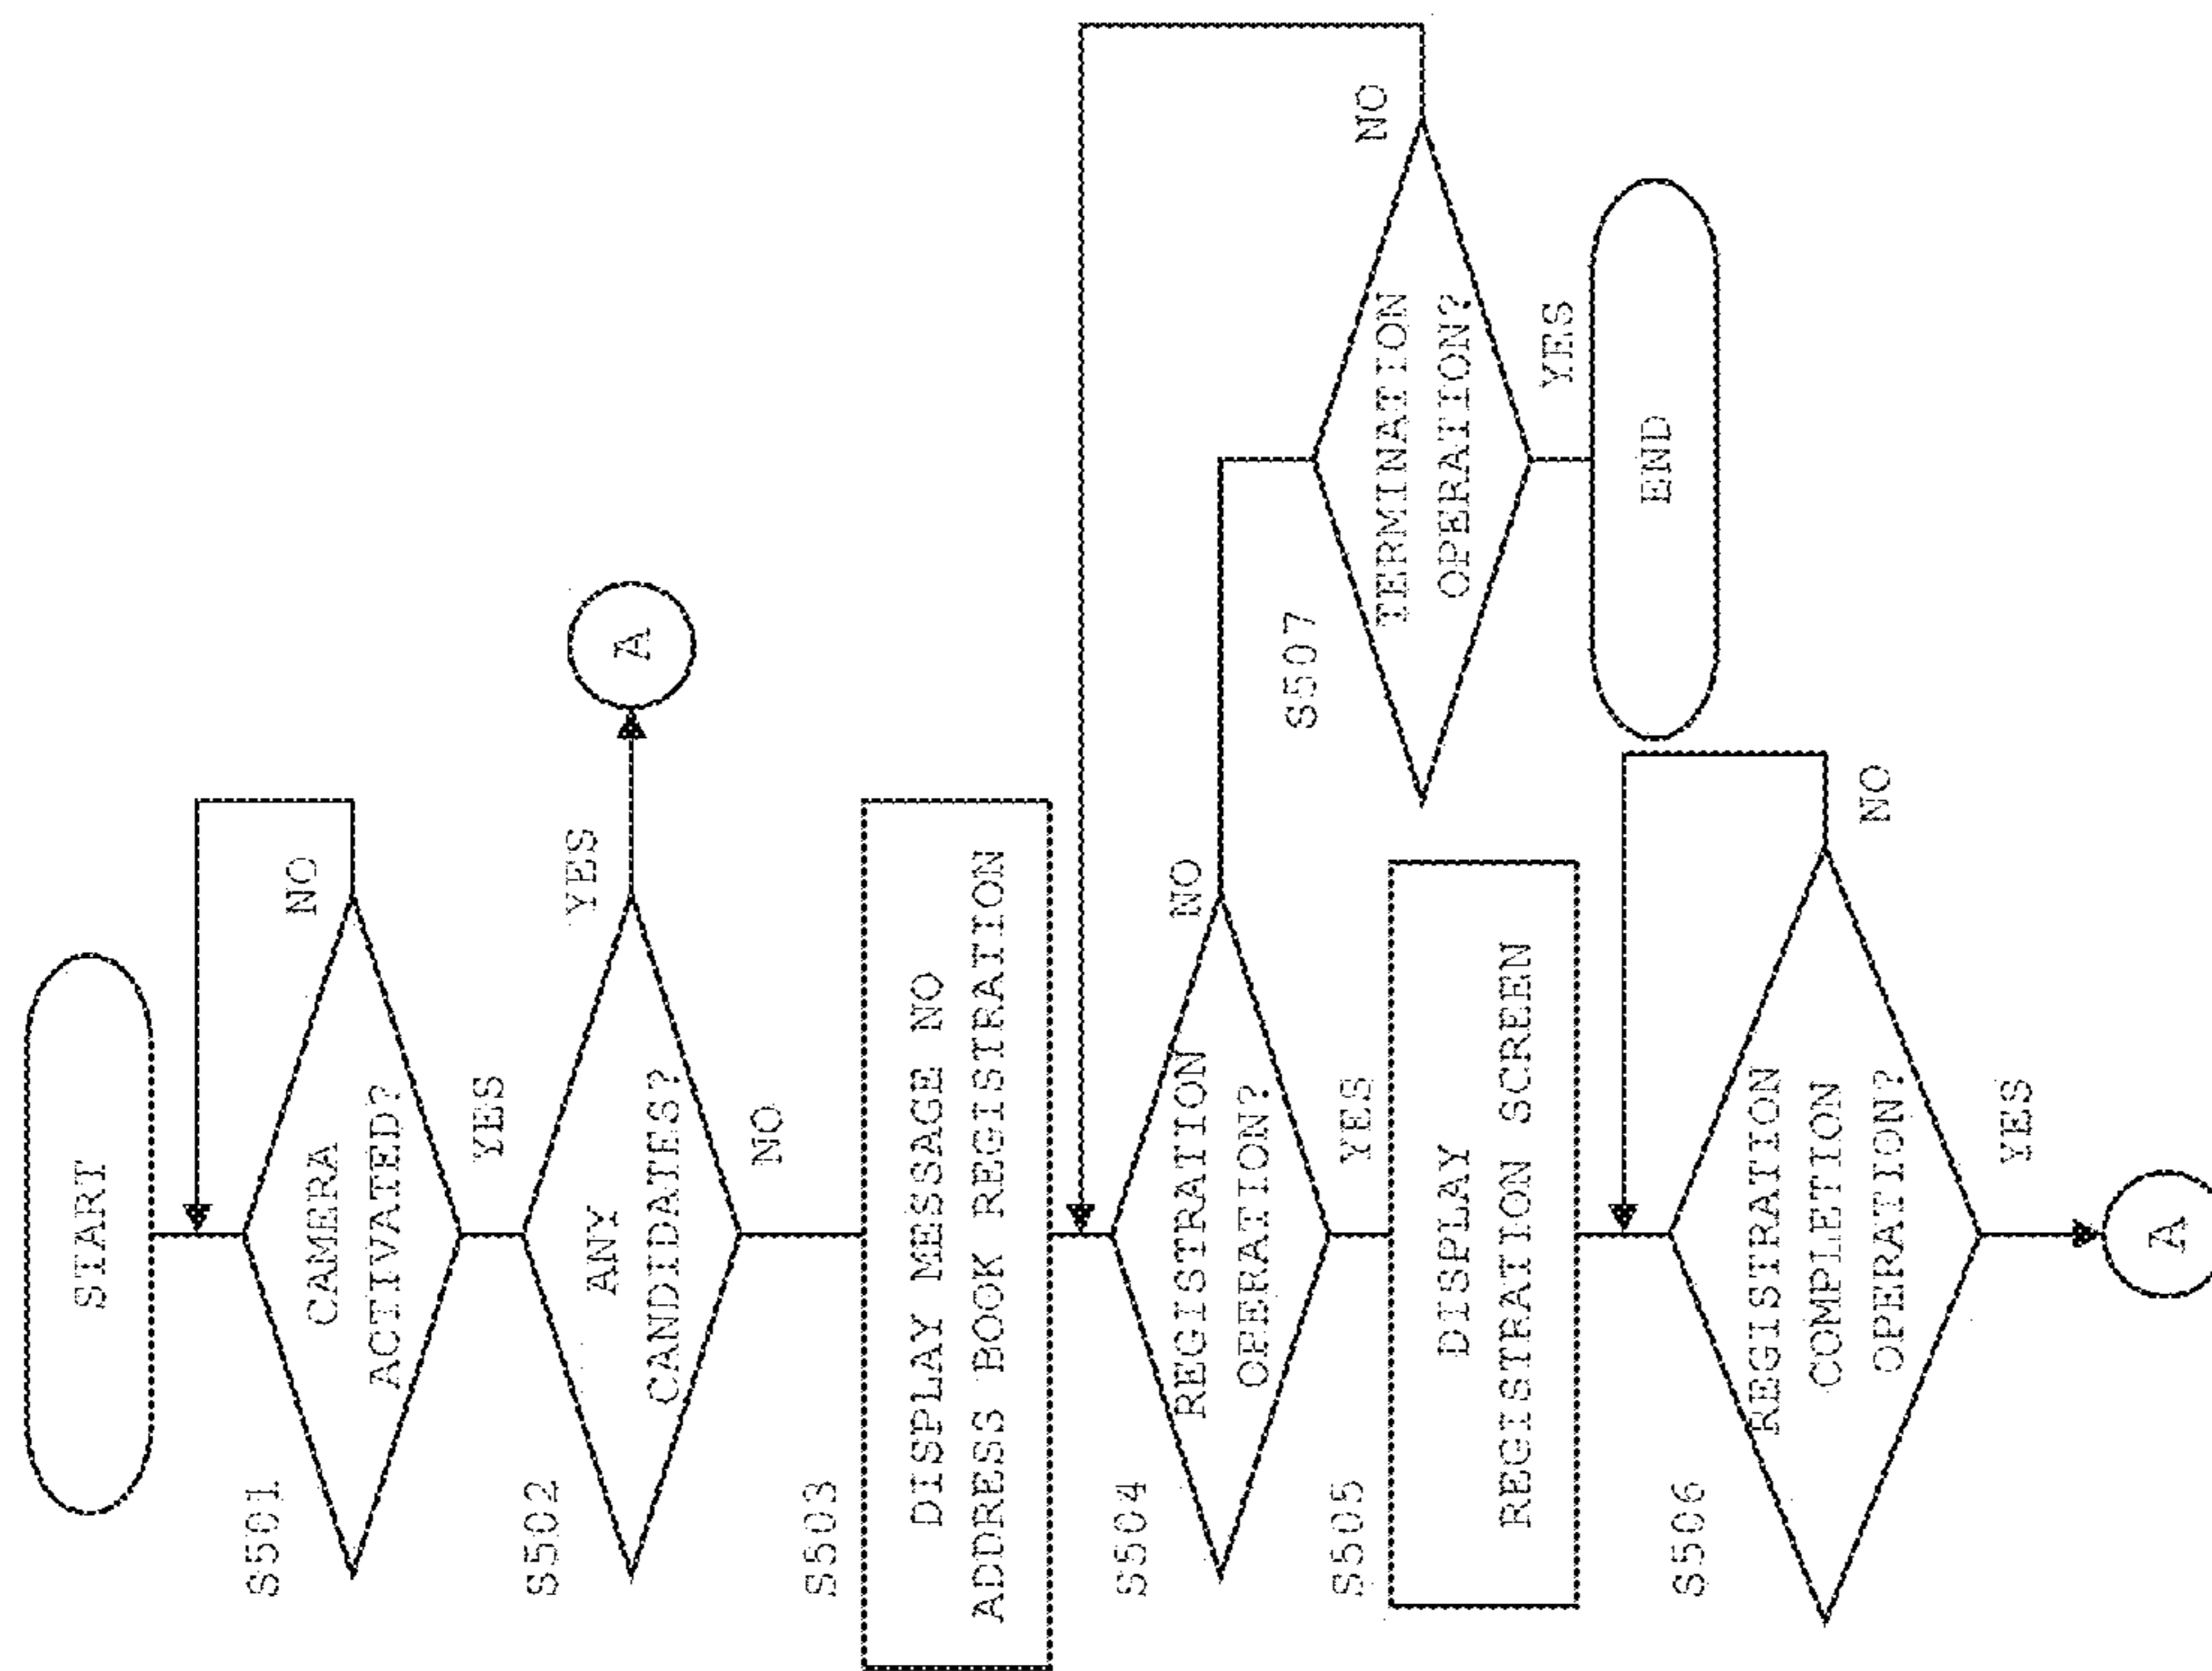 START
S501
CAMERA
ACTIVATED?
NO
YES
S502
ANY
CANDIDATES?
YES
A
NO
S503
DISPLAY MESSAGE NO
ADDRESS BOOK REGISTRATION
S504
REGISTRATION
OPERATION?
NO
YES
S507
TERMINATION
OPERATION?
NO
YES
END
S505
DISPLAY
REGISTRATION SCREEN
S506
REGISTRATION
COMPLETION
OPERATION?
NO
YES
A